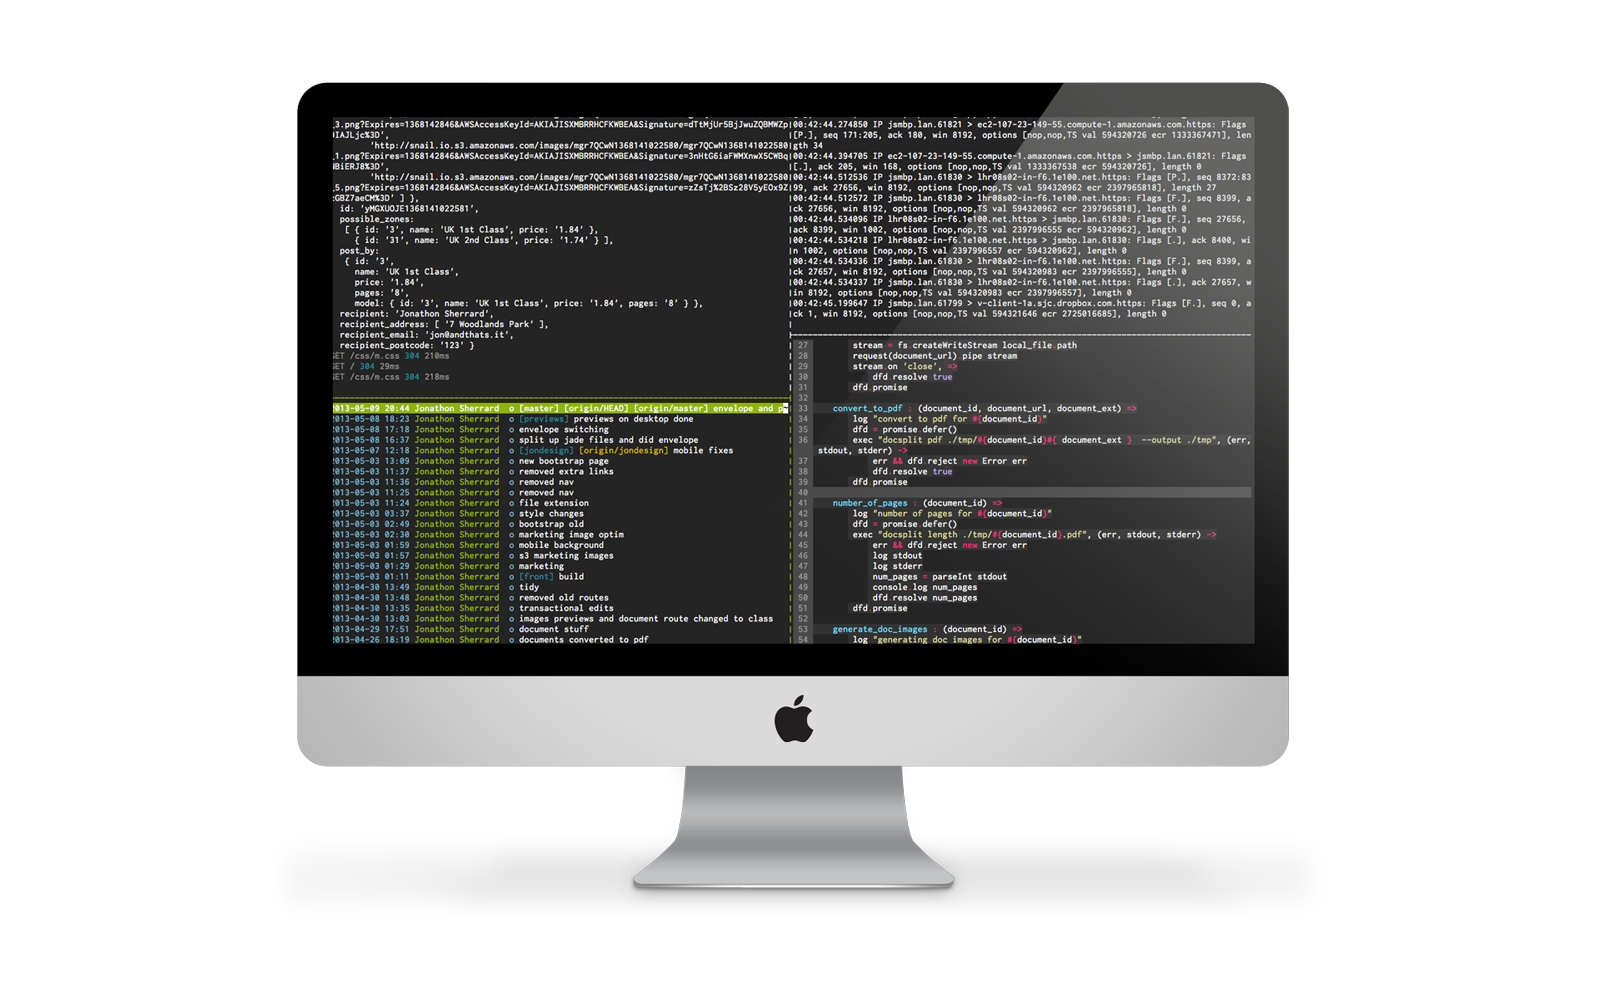 _3.png?Expires=1368142846&AWSAccessKeyId=AKIAJISXMBRRHCFKWBEA&Signature=dTtMjUr5BjJwuZQBMWZp
IAJLjc%3D',
'http://snail.io.s3.amazonaws.com/images/mgr7QCwN1368141022580/mgr7QCwN1368141022580
_1.png?Expires=1368142846&AWSAccessKeyId=AKIAJISXMBRRHCFKWBEA&Signature=3nHtG6iaFWMXnwX5CWBq
BiERJ8%3D',
'http://snail.io.s3.amazonaws.com/images/mgr7QCwN1368141022580/mgr7QCwN1368141022580
_5.png?Expires=1368142846&AWSAccessKeyId=AKIAJISXMBRRHCFKWBEA&Signature=zZsTj%2BSz28V5yEOx9Z
GBZ7aeCM%3D' ] },
id: 'yMGXUOJE1368141022581',
possible_zones:
[ { id: '3', name: 'UK 1st Class', price: '1.84' },
{ id: '31', name: 'UK 2nd Class', price: '1.74' } ],
post_by:
{ id: '3',
name: 'UK 1st Class',
price: '1.84',
pages: '8',
model: { id: '3', name: 'UK 1st Class', price: '1.84', pages: '8' } },
recipient: 'Jonathon Sherrard',
recipient_address: [ '7 Woodlands Park' ],
recipient_email: 'jon@andthats.it',
recipient_postcode: '123' }
GET /css/m.css 304 210ms
GET / 304 29ms
GET /css/m.css 304 218ms
2013-05-09 20:44 Jonathon Sherrard o [master] [origin/HEAD] [origin/master] envelope and p
2013-05-08 18:23 Jonathon Sherrard o [previews] previews on desktop done
2013-05-08 17:18 Jonathon Sherrard o envelope switching
2013-05-08 16:37 Jonathon Sherrard o split up jade files and did envelope
2013-05-07 12:18 Jonathon Sherrard o [jondesign] [origin/jondesign] mobile fixes
2013-05-03 13:09 Jonathon Sherrard o new bootstrap page
2013-05-03 11:37 Jonathon Sherrard o removed extra links
2013-05-03 11:36 Jonathon Sherrard o removed nav
2013-05-03 11:25 Jonathon Sherrard o removed nav
2013-05-03 11:24 Jonathon Sherrard o file extension
2013-05-03 03:37 Jonathon Sherrard o style changes
2013-05-03 02:49 Jonathon Sherrard o bootstrap old
2013-05-03 02:30 Jonathon Sherrard o marketing image optim
2013-05-03 01:59 Jonathon Sherrard o mobile background
2013-05-03 01:57 Jonathon Sherrard o s3 marketing images
2013-05-03 01:29 Jonathon Sherrard o marketing
2013-05-03 01:11 Jonathon Sherrard o [front] build
2013-04-30 13:49 Jonathon Sherrard o tidy
2013-04-30 13:48 Jonathon Sherrard o removed old routes
2013-04-30 13:35 Jonathon Sherrard o transactional edits
2013-04-30 13:03 Jonathon Sherrard o images previews and document route changed to class
2013-04-29 17:51 Jonathon Sherrard o document stuff
2013-04-26 18:19 Jonathon Sherrard o documents converted to pdf
00:42:44.274850 IP jsmbp.lan.61821 > ec2-107-23-149-55.compute-1.amazonaws.com.https: Flags
[P.], seq 171:205, ack 180, win 8192, options [nop,nop,TS val 594320726 ecr 1333367471], len
gth 34
00:42:44.394705 IP ec2-107-23-149-55.compute-1.amazonaws.com.https > jsmbp.lan.61821: Flags
[.], ack 205, win 168, options [nop,nop,TS val 1333367538 ecr 594320726], length 0
00:42:44.512536 IP jsmbp.lan.61830 > lhr08s02-in-f6.1e100.net.https: Flags [P.], seq 8372:83
99, ack 27656, win 8192, options [nop,nop,TS val 594320962 ecr 2397965818], length 27
00:42:44.512572 IP jsmbp.lan.61830 > lhr08s02-in-f6.1e100.net.https: Flags [F.], seq 8399, a
ck 27656, win 8192, options [nop,nop,TS val 594320962 ecr 2397965818], length 0
00:42:44.534096 IP lhr08s02-in-f6.1e100.net.https > jsmbp.lan.61830: Flags [F.], seq 27656,
ack 8399, win 1002, options [nop,nop,TS val 2397996555 ecr 594320962], length 0
00:42:44.534218 IP lhr08s02-in-f6.1e100.net.https > jsmbp.lan.61830: Flags [.], ack 8400, wi
n 1002, options [nop,nop,TS val 2397996557 ecr 594320962], length 0
00:42:44.534336 IP jsmbp.lan.61830 > lhr08s02-in-f6.1e100.net.https: Flags [F.], seq 8399, a
ck 27657, win 8192, options [nop,nop,TS val 594320983 ecr 2397996555], length 0
00:42:44.534337 IP jsmbp.lan.61830 > lhr08s02-in-f6.1e100.net.https: Flags [.], ack 27657, w
in 8192, options [nop,nop,TS val 594320983 ecr 2397996557], length 0
00:42:45.199647 IP jsmbp.lan.61799 > v-client-1a.sjc.dropbox.com.https: Flags [F.], seq 0, a
ck 1, win 8192, options [nop,nop,TS val 594321646 ecr 2725016685], length 0
27 stream = fs.createWriteStream local_file.path
28 request(document_url).pipe stream
29 stream.on 'close', =>
30 dfd.resolve true
31 dfd.promise
32
33 convert_to_pdf : (document_id, document_url, document_ext) =>
34 log "convert to pdf for #{document_id}"
35 dfd = promise.defer()
36 exec "docsplit pdf ./tmp/#{document_id}#{ document_ext } --output ./tmp", (err,
stdout, stderr) ->
37 err && dfd.reject new Error err
38 dfd.resolve true
39 dfd.promise
40
41 number_of_pages : (document_id) =>
42 log "number of pages for #{document_id}"
43 dfd = promise.defer()
44 exec "docsplit length ./tmp/#{document_id}.pdf", (err, stdout, stderr) ->
45 err && dfd.reject new Error err
46 log stdout
47 log stderr
48 num_pages = parseInt stdout
49 console.log num_pages
50 dfd.resolve num_pages
51 dfd.promise
52
53 generate_doc_images : (document_id) =>
54 log "generating doc images for #{document_id}"